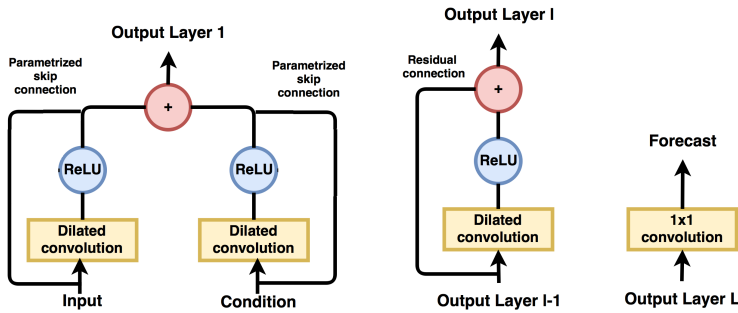 Output Layer 1
Parametrized
skip
connection
Parametrized
skip
connection
+
ReLU
ReLU
Dilated
convolution
Dilated
convolution
Input
Condition
Output Layer l
Residual
connection
+
ReLU
Dilated
convolution
Output Layer l-1
Forecast
1x1
convolution
Output Layer L